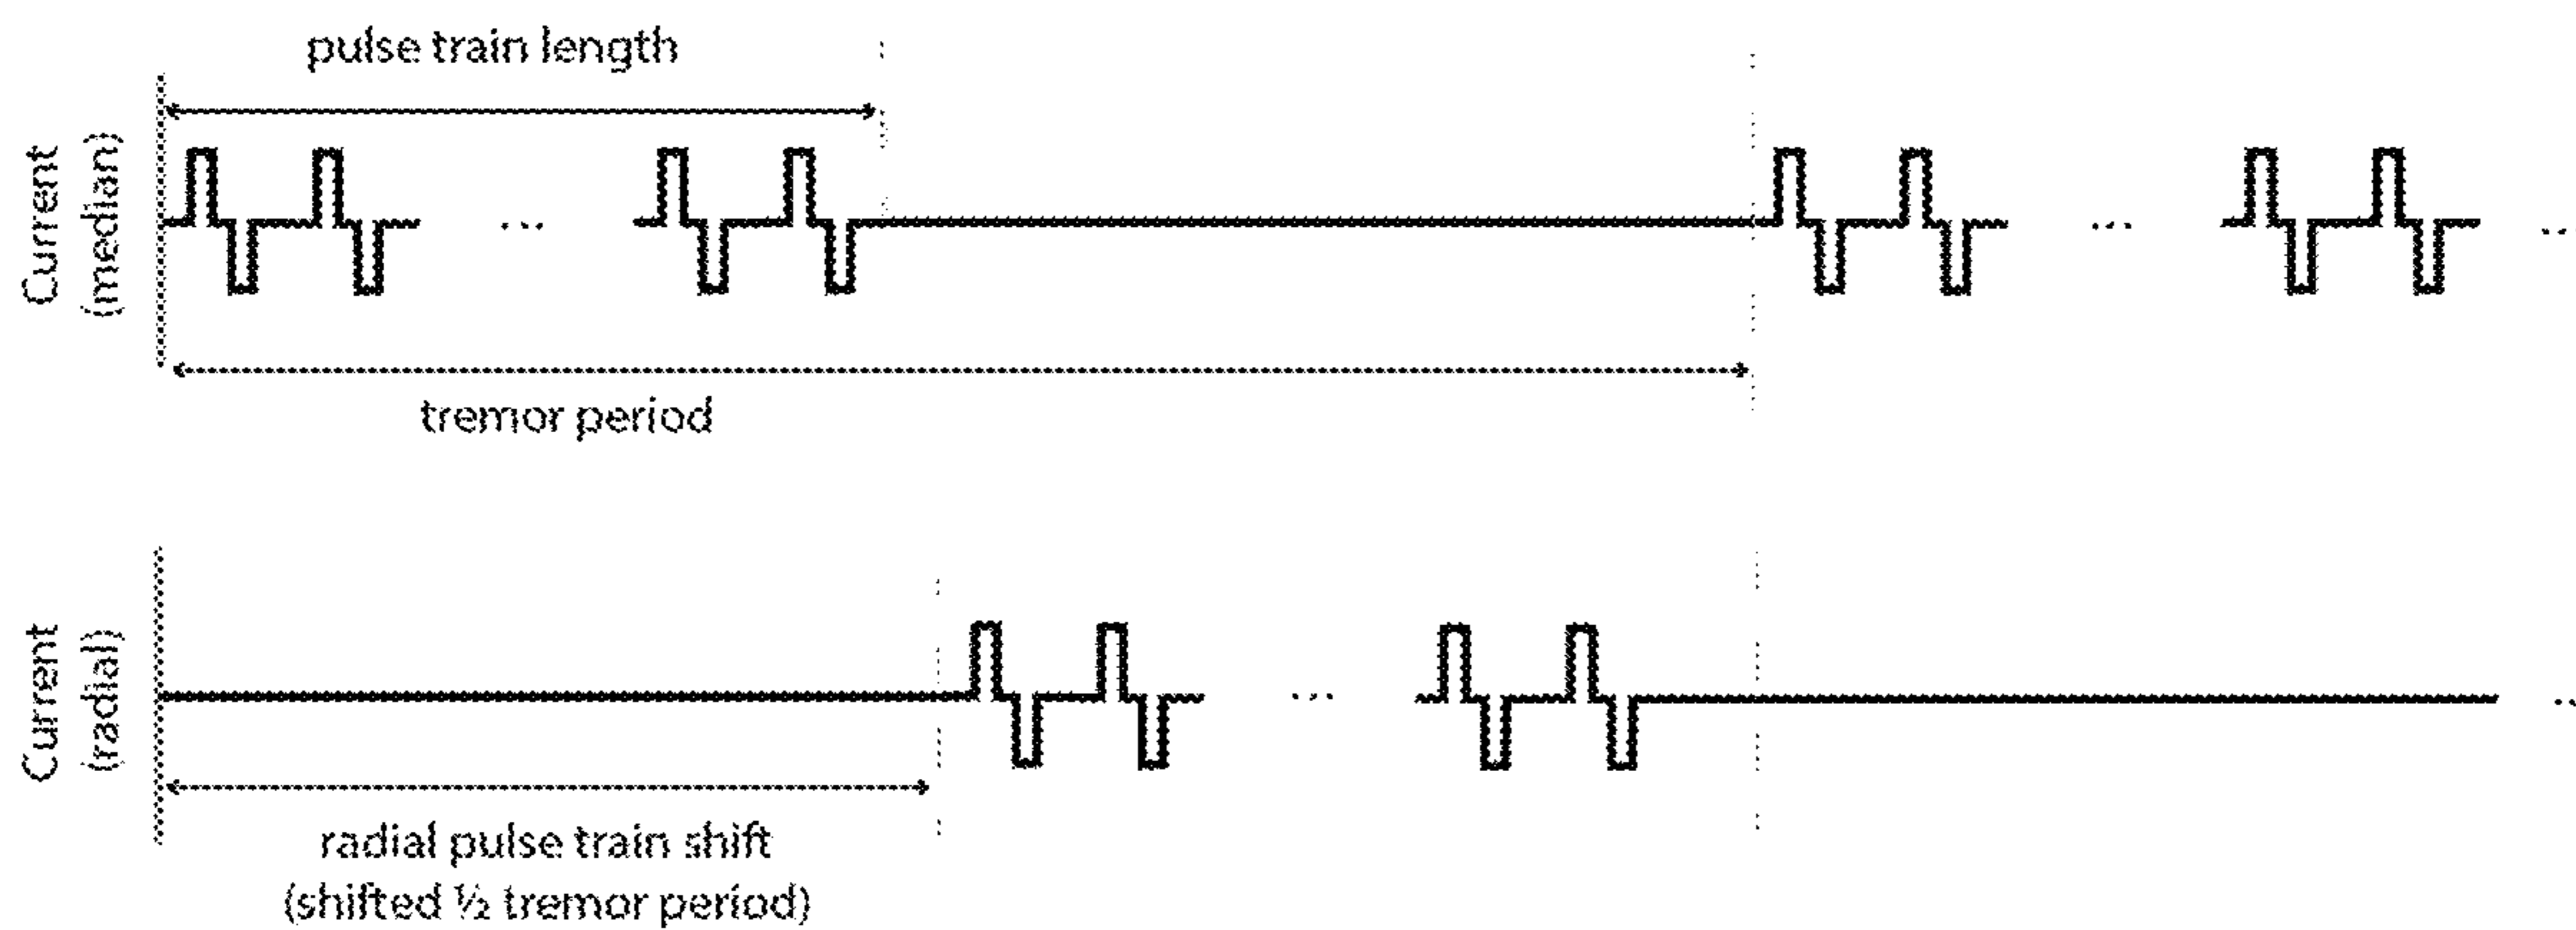 pulse train length
Current
(median)
...
...
...
tremor period
Current
(radial)
...
...
radial pulse train shift
(shifted ½ tremor period)